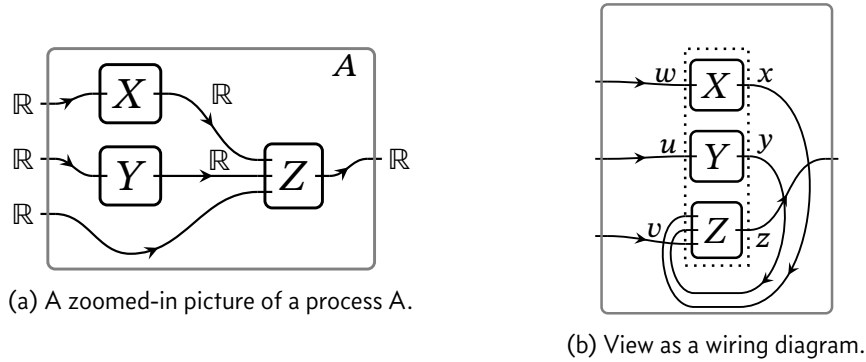 A
ℝ X ℝ
ℝ Y ℝ Z ℝ
ℝ
(a) A zoomed-in picture of a process A.
w X x
u Y y
v Z z
(b) View as a wiring diagram.